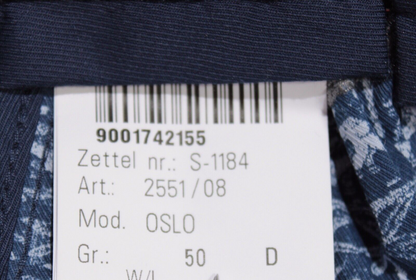 9001742155
Zettel nr.: S-1184
Art.: 2551/08
Mod. OSLO
Gr.: 50 D
W/L